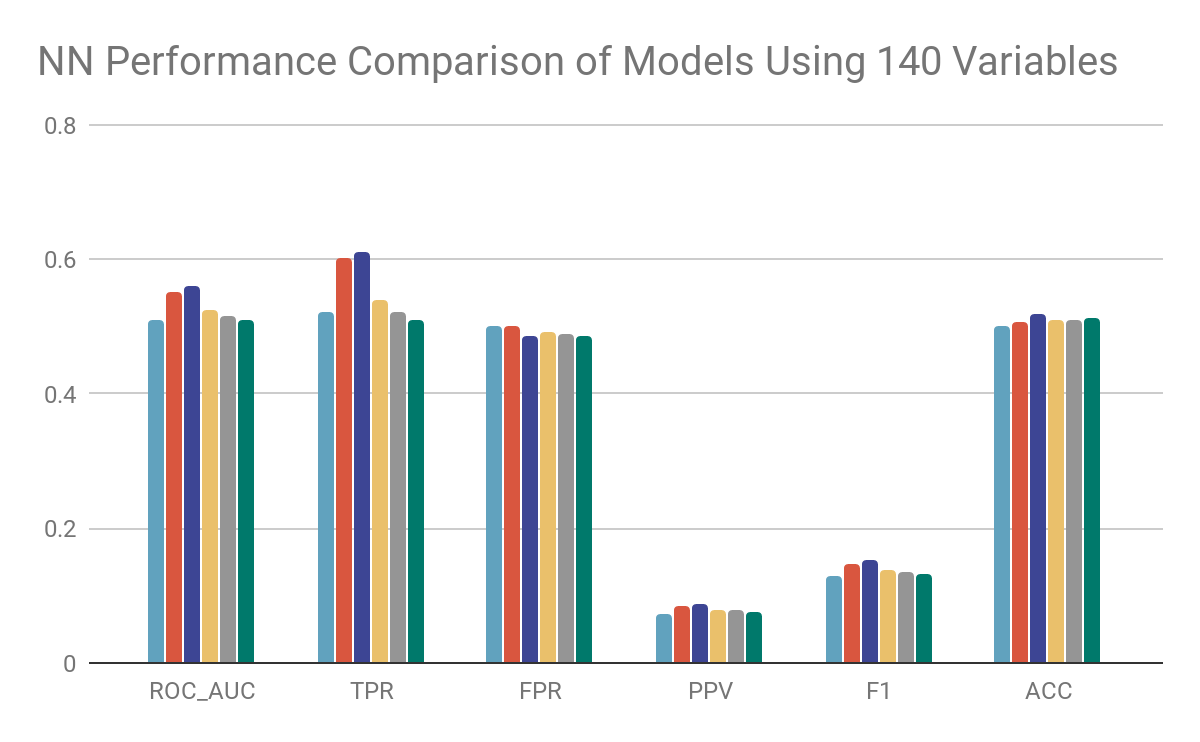 NN Performance Comparison of Models Using 140 Variables
0.8
0.6
0.4
0.2
0
ROC_AUC TPR FPR PPV F1 ACC